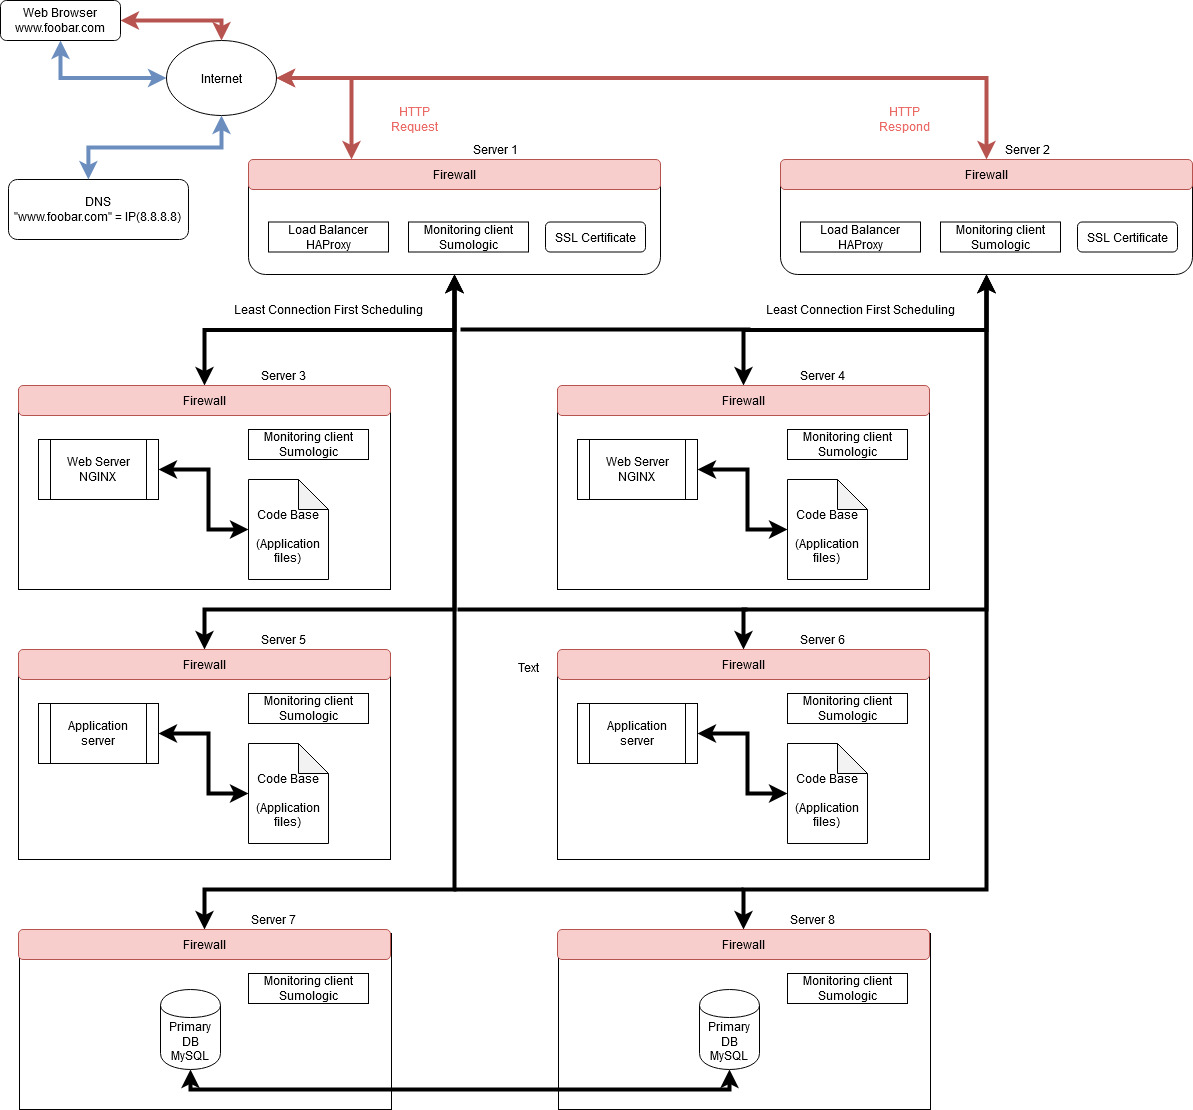 Web Browser
www.foobar.com
Internet
HTTP
Request
HTTP
Respond
DNS
"www.foobar.com" = IP(8.8.8.8)
Server 1
Firewall
Load Balancer
HAProxy
Monitoring client
Sumologic
SSL Certificate
Server 2
Firewall
Load Balancer
HAProxy
Monitoring client
Sumologic
SSL Certificate
Least Connection First Scheduling
Least Connection First Scheduling
Server 3
Firewall
Web Server
NGINX
Monitoring client
Sumologic
Code Base
(Application
files)
Server 4
Firewall
Web Server
NGINX
Monitoring client
Sumologic
Code Base
(Application
files)
Server 5
Firewall
Application
server
Monitoring client
Sumologic
Code Base
(Application
files)
Text
Server 6
Firewall
Application
server
Monitoring client
Sumologic
Code Base
(Application
files)
Server 7
Firewall
Monitoring client
Sumologic
Primary
DB
MySQL
Server 8
Firewall
Monitoring client
Sumologic
Primary
DB
MySQL